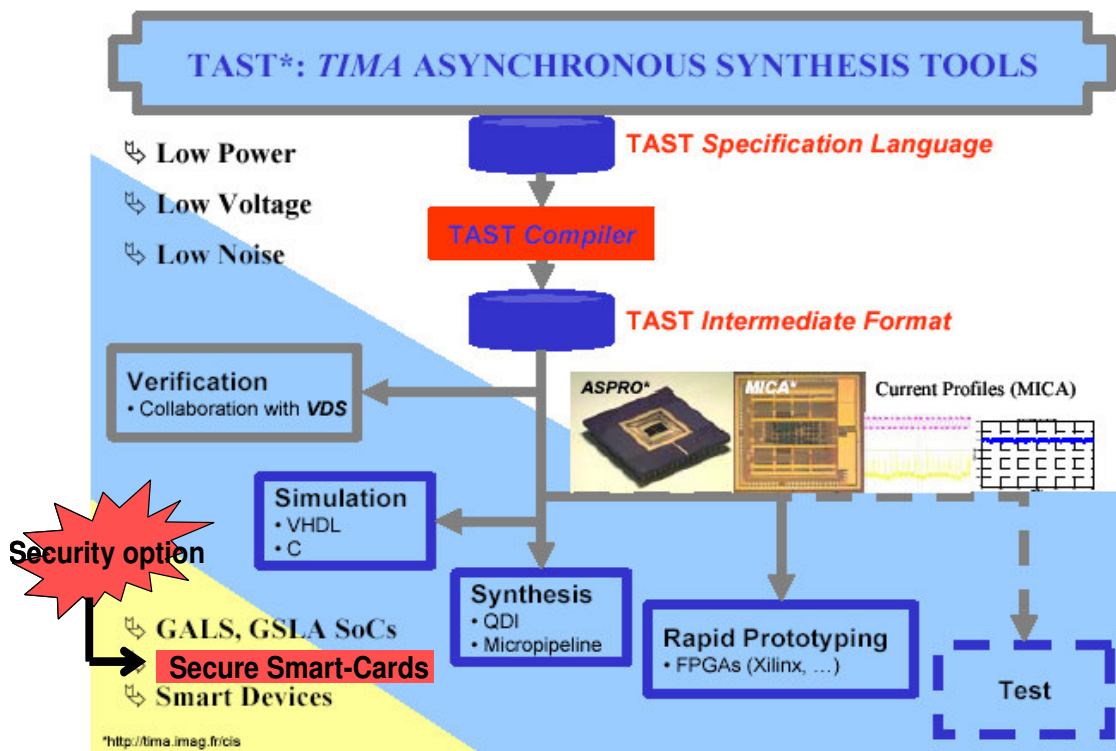 TAST*: TIMA ASYNCHRONOUS SYNTHESIS TOOLS
TAST Specification Language
Low Power
Low Voltage
Low Noise
TAST Compiler
TAST Intermediate Format
Verification
• Collaboration with VDS
ASPRO*
MICA*
Current Profiles (MICA)
Simulation
• VHDL
• C
Security option
Synthesis
• QDI
• Micropipeline
Rapid Prototyping
• FPGAs (Xilinx, ...)
Test
GALS, GSLA SoCs
Secure Smart-Cards
Smart Devices
*http://tima.imag.fr/cis